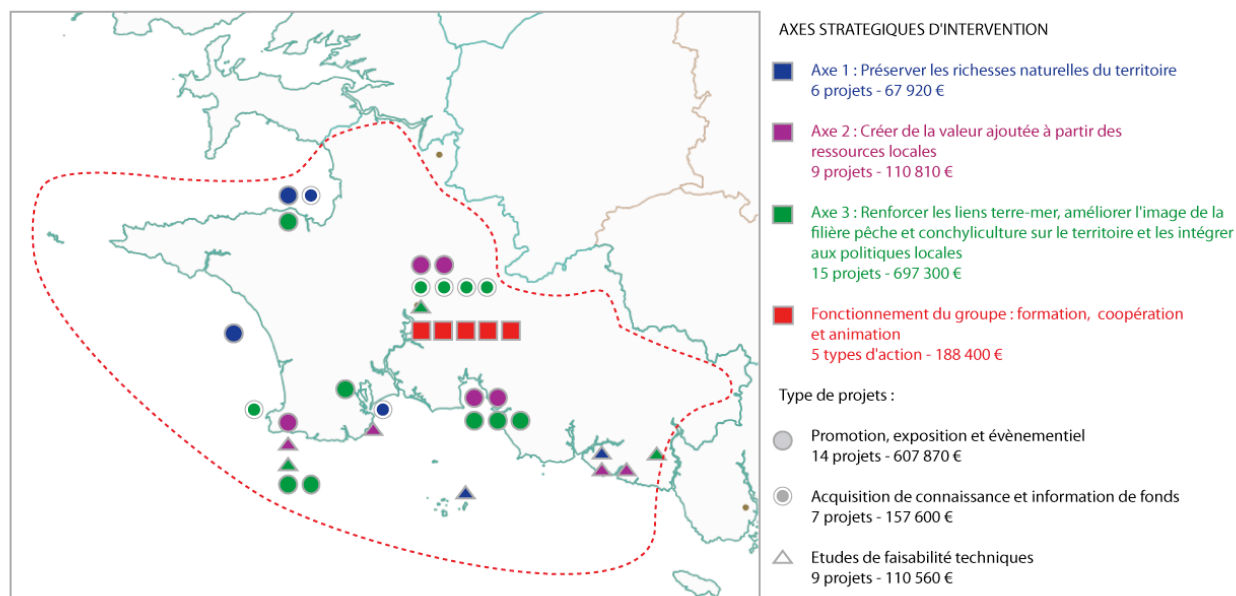 AXES STRATEGIQUES D'INTERVENTION
Axe 1 : Préserver les richesses naturelles du territoire
6 projets - 67 920 €
Axe 2 : Créer de la valeur ajoutée à partir des
ressources locales
9 projets - 110 810 €
Axe 3 : Renforcer les liens terre-mer, améliorer l'image de la
filière pêche et conchyliculture sur le territoire et les intégrer
aux politiques locales
15 projets - 697 300 €
Fonctionnement du groupe : formation, coopération
et animation
5 types d'action - 188 400 €
Type de projets :
Promotion, exposition et évènementiel
14 projets - 607 870 €
Acquisition de connaissance et information de fonds
7 projets - 157 600 €
Etudes de faisabilité techniques
9 projets - 110 560 €